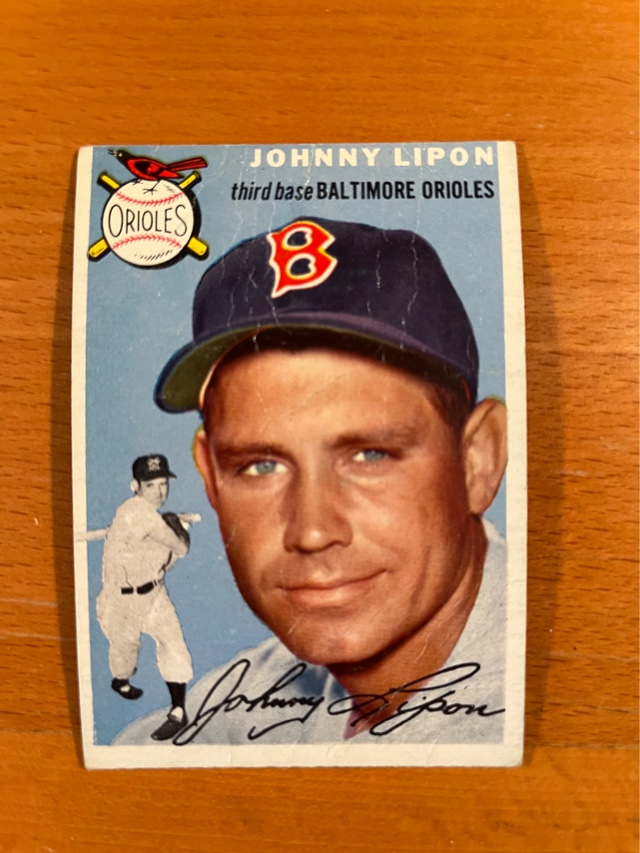 JOHNNY LIPON
third base BALTIMORE ORIOLES
ORIOLES
B
Johnny Lipon